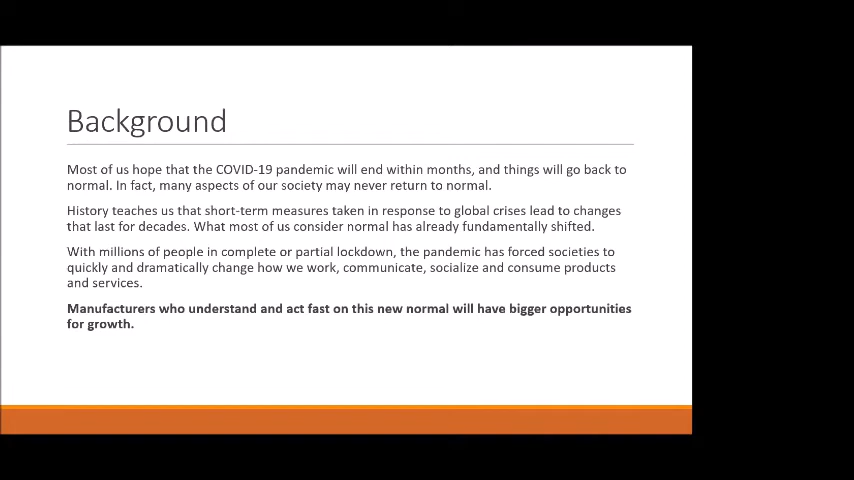 Background
Most of us hope that the COVID-19 pandemic will end within months, and things will go back to
normal. In fact, many aspects of our society may never return to normal.
History teaches us that short-term measures taken in response to global crises lead to changes
that last for decades. What most of us consider normal has already fundamentally shifted.
With millions of people in complete or partial lockdown, the pandemic has forced societies to
quickly and dramatically change how we work, communicate, socialize and consume products
and services.
Manufacturers who understand and act fast on this new normal will have bigger opportunities
for growth.